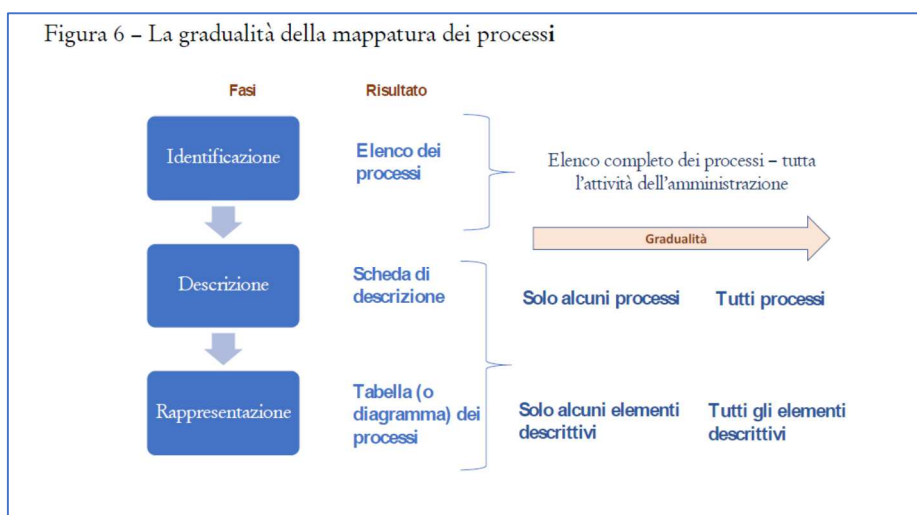 Figura 6 – La gradualità della mappatura dei processi
Fasi
Risultato
Identificazione
Elenco dei
processi
Elenco completo dei processi – tutta
l'attività dell'amministrazione
Gradualità
Descrizione
Scheda di
descrizione
Solo alcuni processi
Tutti processi
Rappresentazione
Tabella (o
diagramma) dei
processi
Solo alcuni elementi
descrittivi
Tutti gli elementi
descrittivi